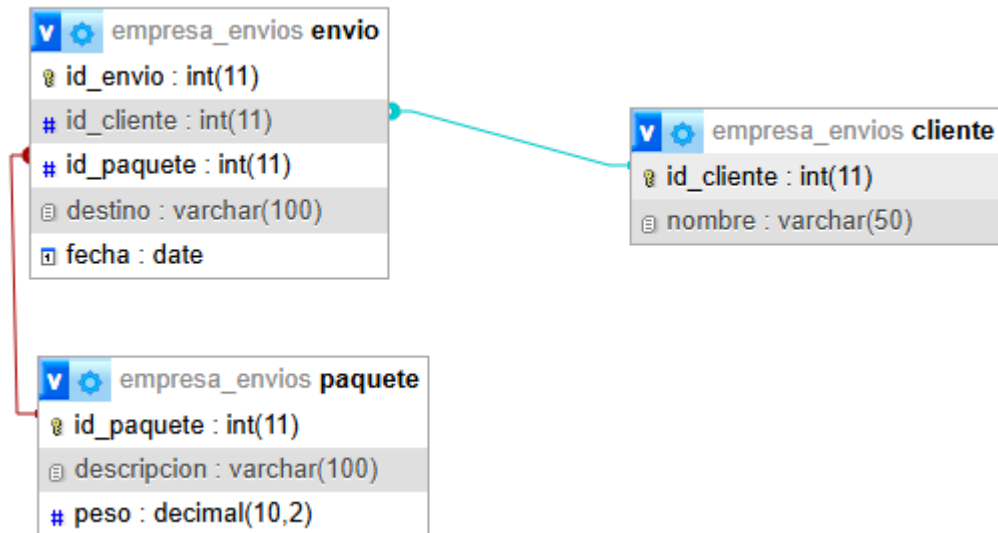 v empresa_envios envio
id_envio : int(11)
# id_cliente : int(11)
# id_paquete : int(11)
destino : varchar(100)
fecha : date
v empresa_envios cliente
id_cliente : int(11)
nombre : varchar(50)
v empresa_envios paquete
id_paquete : int(11)
descripcion : varchar(100)
# peso : decimal(10,2)